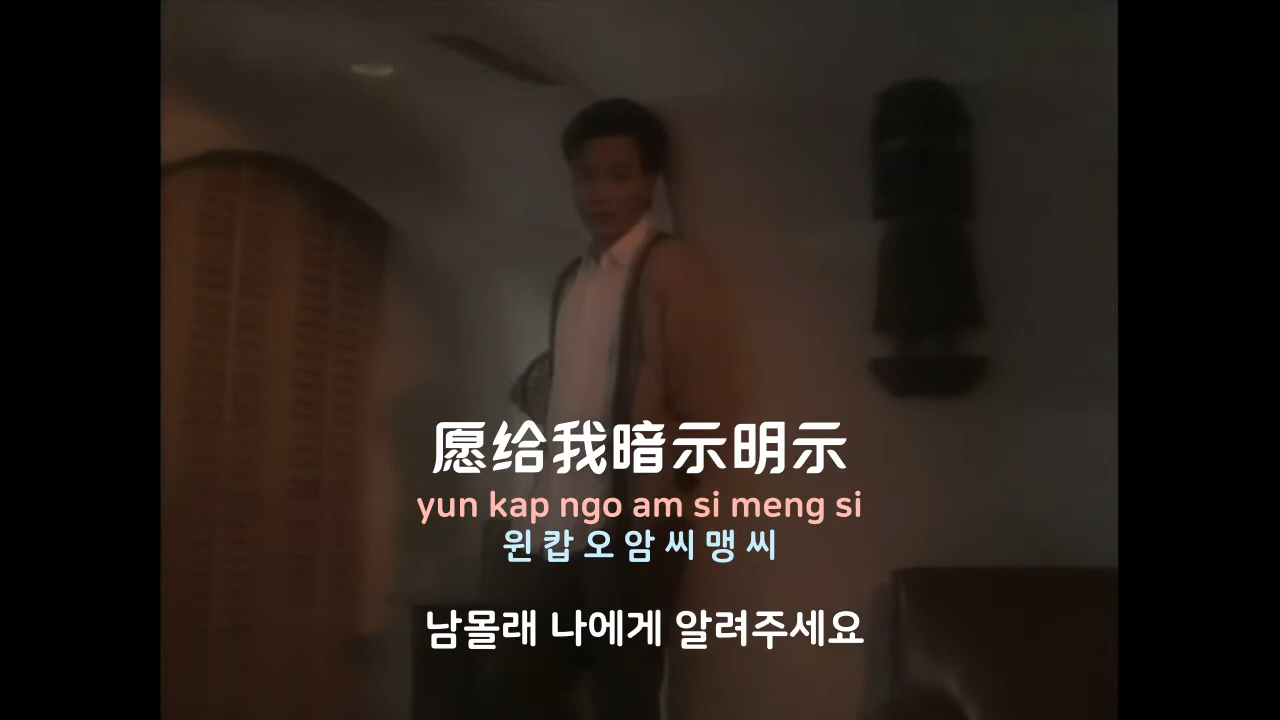 愿给我暗示明示
yun kap ngo am si meng si
윈 캅 오 암 씨 맹 씨
남몰래 나에게 알려주세요